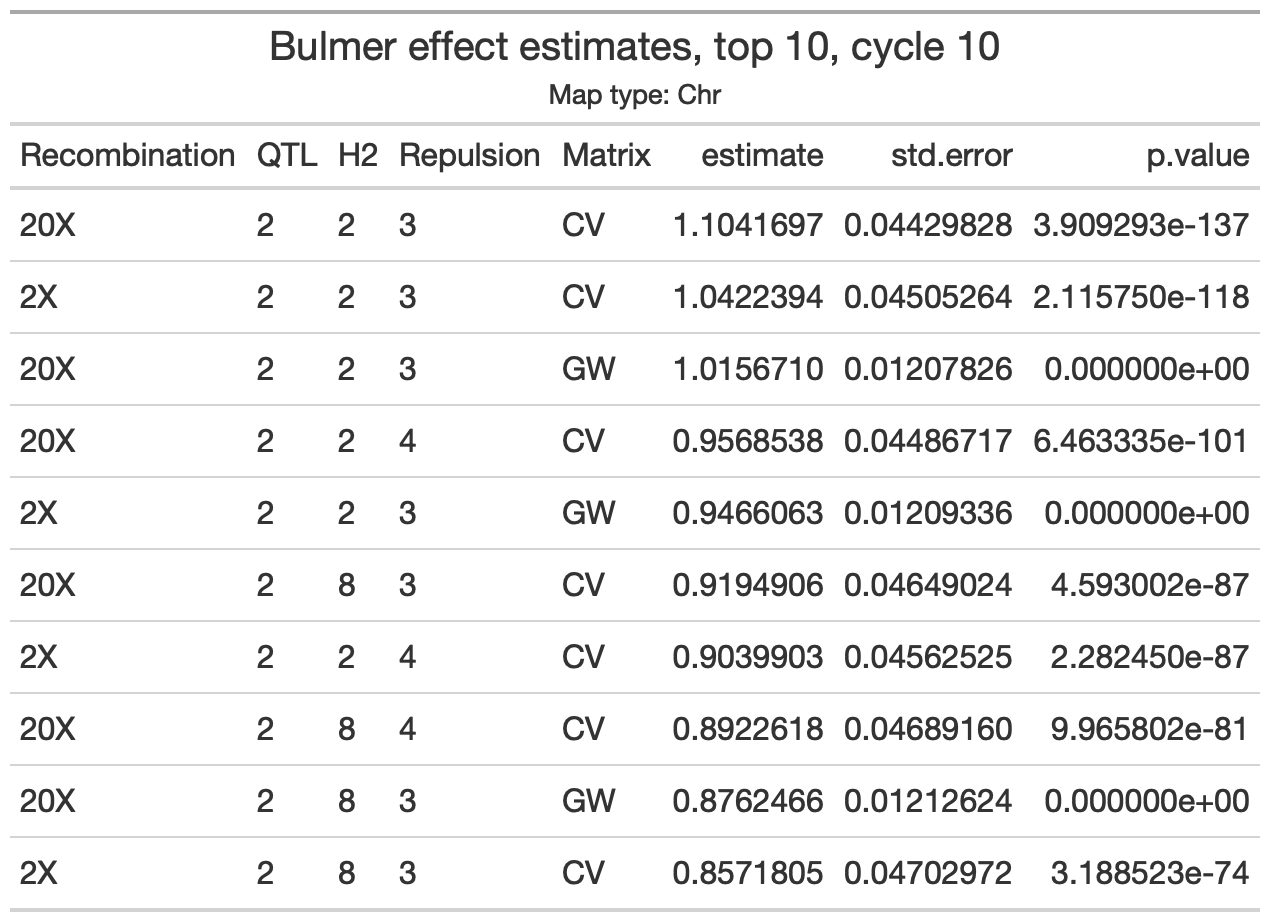 Bulmer effect estimates, top 10, cycle 10
Map type: Chr
Recombination QTL H2 Repulsion Matrix estimate std.error p.value
20X 2 2 3 CV 1.1041697 0.04429828 3.909293e-137
2X 2 2 3 CV 1.0422394 0.04505264 2.115750e-118
20X 2 2 3 GW 1.0156710 0.01207826 0.000000e+00
20X 2 2 4 CV 0.9568538 0.04486717 6.463335e-101
2X 2 2 3 GW 0.9466063 0.01209336 0.000000e+00
20X 2 8 3 CV 0.9194906 0.04649024 4.593002e-87
2X 2 2 4 CV 0.9039903 0.04562525 2.282450e-87
20X 2 8 4 CV 0.8922618 0.04689160 9.965802e-81
20X 2 8 3 GW 0.8762466 0.01212624 0.000000e+00
2X 2 8 3 CV 0.8571805 0.04702972 3.188523e-74